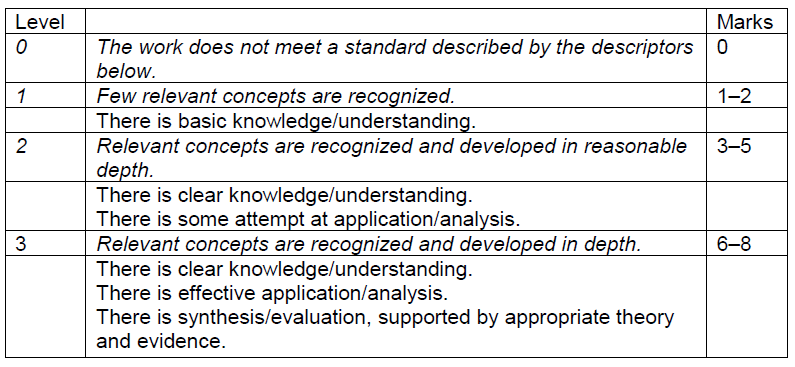 Level Marks
0 The work does not meet a standard described by the descriptors 0
below.
1 Few relevant concepts are recognized. 1–2
There is basic knowledge/understanding.
2 Relevant concepts are recognized and developed in reasonable 3–5
depth.
There is clear knowledge/understanding.
There is some attempt at application/analysis.
3 Relevant concepts are recognized and developed in depth. 6–8
There is clear knowledge/understanding.
There is effective application/analysis.
There is synthesis/evaluation, supported by appropriate theory
and evidence.